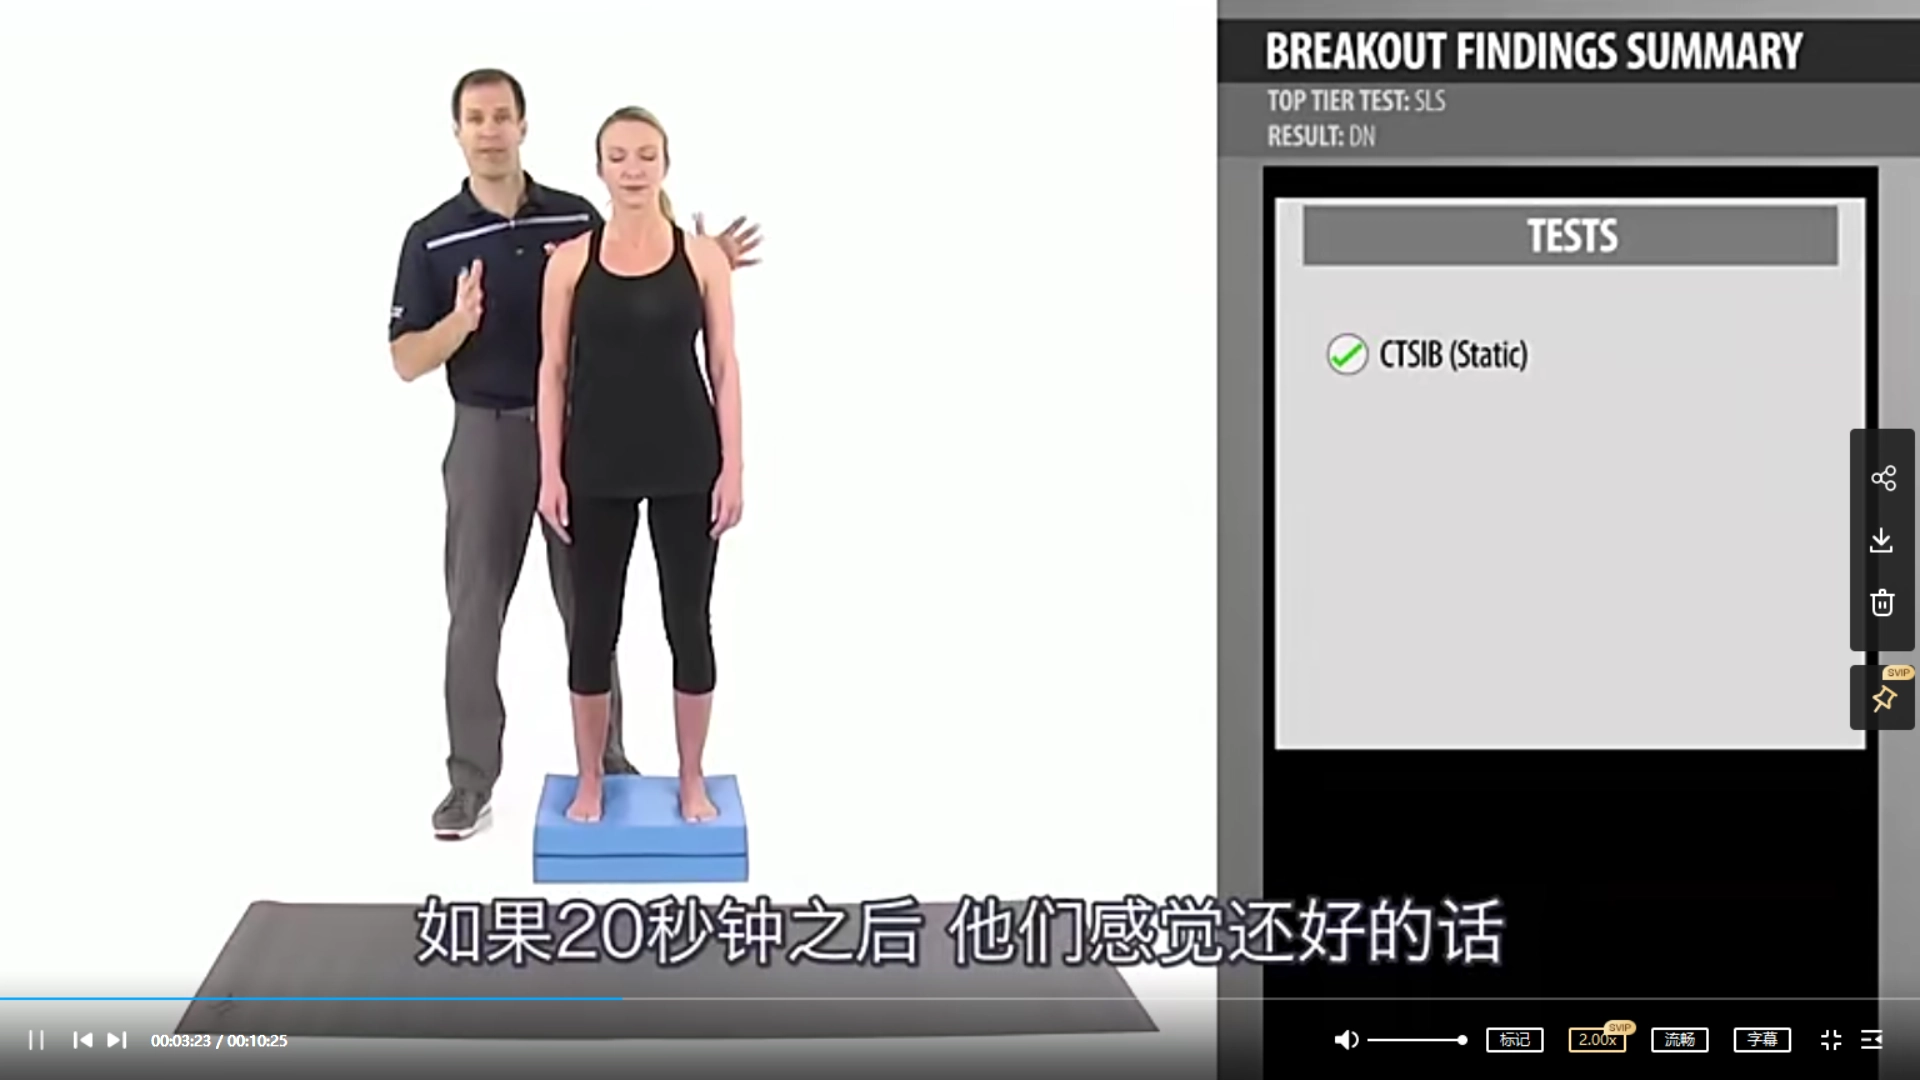 BREAKOUT FINDINGS SUMMARY
TOP TIER TEST: SLS
RESULT: DN
TESTS
CTSIB (Static)
SVIP
如果20秒钟之后 他们感觉还好的话
00:03:23 / 00:10:25
标记
2.00x
SVIP
流畅
字幕